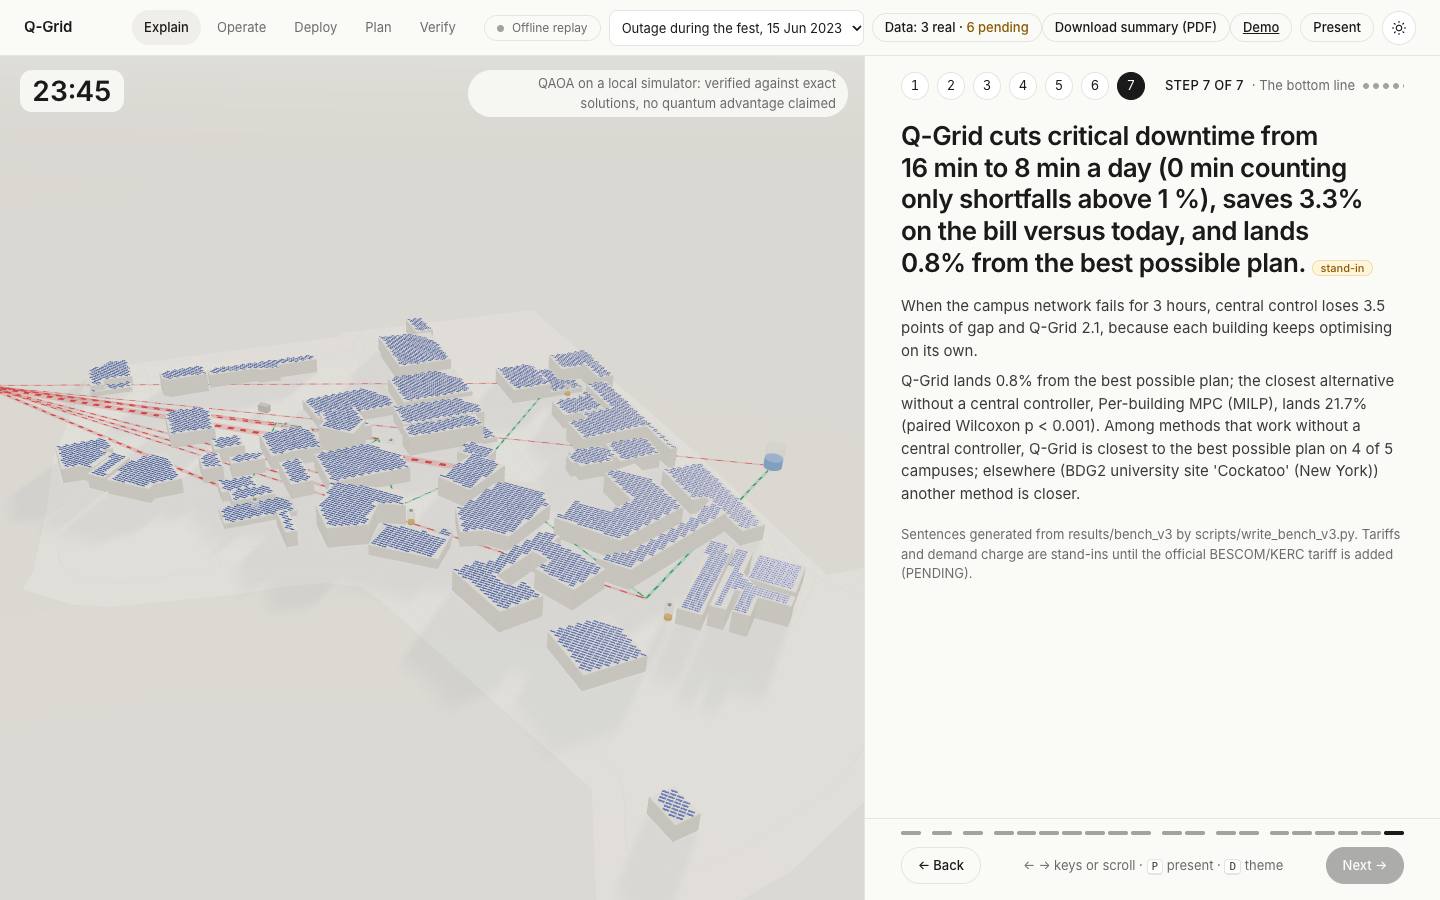 Q-Grid
Explain
Operate
Deploy
Plan
Verify
Offline replay
Outage during the fest, 15 Jun 2023
Data: 3 real · 6 pending
Download summary (PDF)
Demo
Present
23:45
QAOA on a local simulator: verified against exact
solutions, no quantum advantage claimed
1 2 3 4 5 6 7 STEP 7 OF 7 · The bottom line
Q-Grid cuts critical downtime from
16 min to 8 min a day (0 min counting
only shortfalls above 1 %), saves 3.3%
on the bill versus today, and lands
0.8% from the best possible plan. stand-in
When the campus network fails for 3 hours, central control loses 3.5
points of gap and Q-Grid 2.1, because each building keeps optimising
on its own.
Q-Grid lands 0.8% from the best possible plan; the closest alternative
without a central controller, Per-building MPC (MILP), lands 21.7%
(paired Wilcoxon p < 0.001). Among methods that work without a
central controller, Q-Grid is closest to the best possible plan on 4 of 5
campuses; elsewhere (BDG2 university site 'Cockatoo' (New York))
another method is closer.
Sentences generated from results/bench_v3 by scripts/write_bench_v3.py. Tariffs
and demand charge are stand-ins until the official BESCOM/KERC tariff is added
(PENDING).
← Back
← → keys or scroll · P present · D theme
Next →